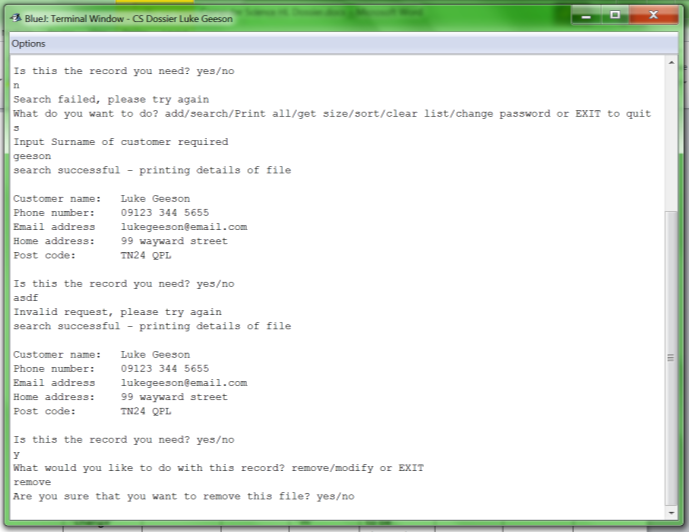 BlueJ: Terminal Window - CS Dossier Luke Geeson
Options
Is this the record you need? yes/no
n
Search failed, please try again
What do you want to do? add/search/Print all/get size/sort/clear list/change password or EXIT to quit
s
Input Surname of customer required
geeson
search successful - printing details of file
Customer name: Luke Geeson
Phone number: 09123 344 5655
Email address lukegeeson@email.com
Home address: 99 wayward street
Post code: TN24 QPL
Is this the record you need? yes/no
asdf
Invalid request, please try again
search successful - printing details of file
Customer name: Luke Geeson
Phone number: 09123 344 5655
Email address lukegeeson@email.com
Home address: 99 wayward street
Post code: TN24 QPL
Is this the record you need? yes/no
y
What would you like to do with this record? remove/modify or EXIT
remove
Are you sure that you want to remove this file? yes/no